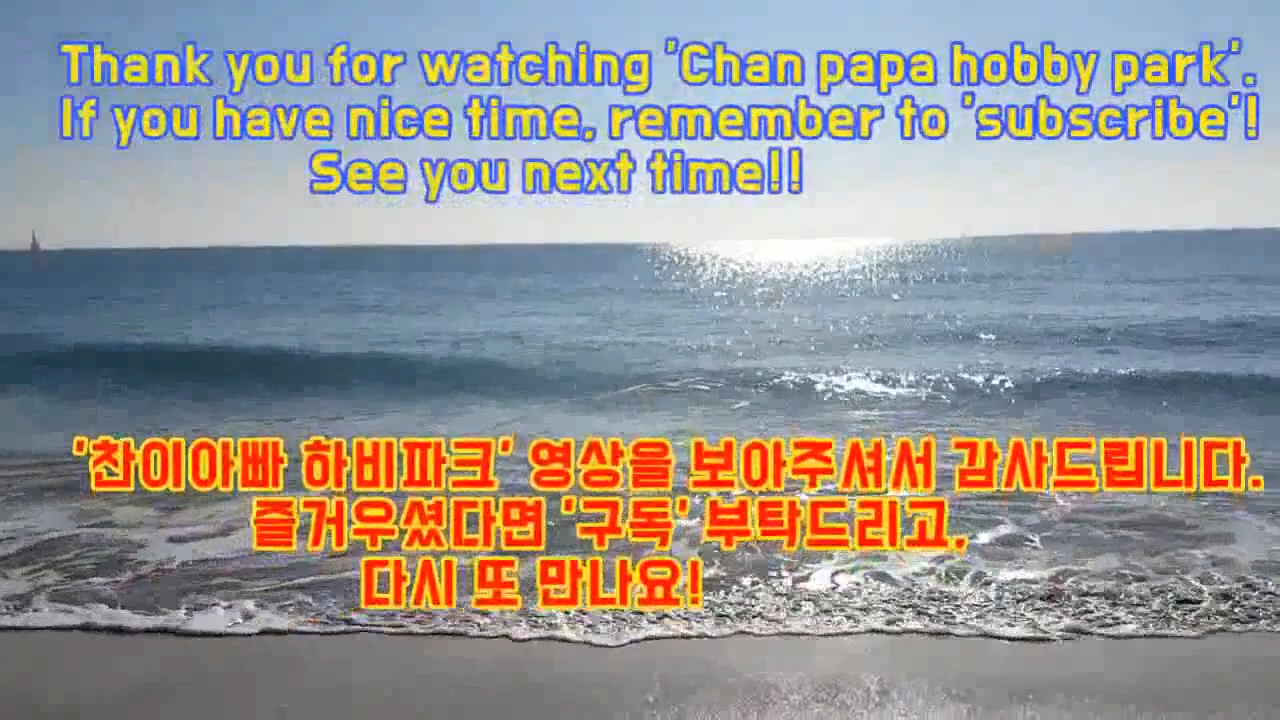 Thank you for watching 'Chan papa hobby park'.
If you have nice time, remember to 'subscribe'!
See you next time!!
'찬이아빠 하비파크' 영상을 보아주셔서 감사드립니다.
즐거우셨다면 '구독' 부탁드리고,
다시 또 만나요!